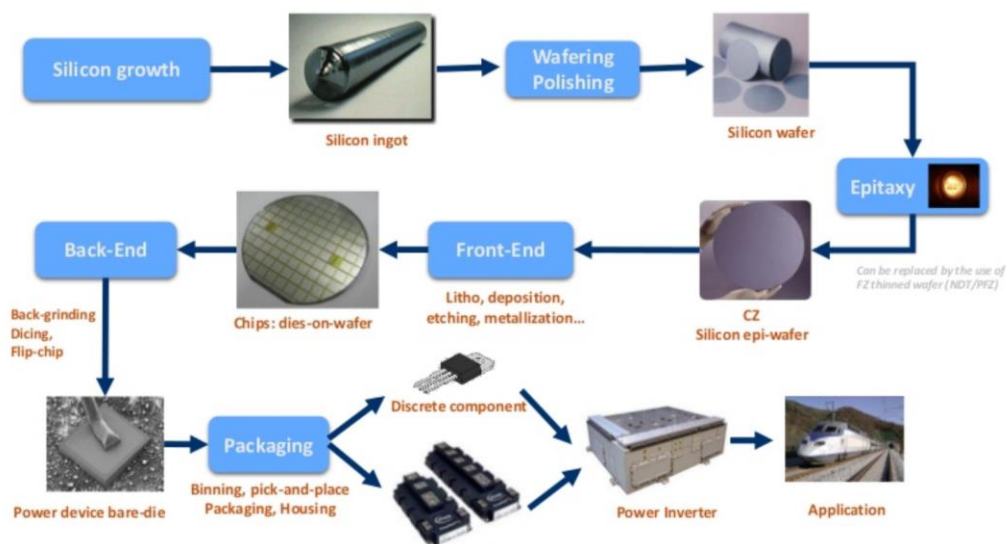 Silicon growth
Silicon ingot
Wafering
Polishing
Silicon wafer
Epitaxy
Can be replaced by the use of
FZ thinned wafer (NDT/PFZ)
CZ
Silicon epi-wafer
Front-End
Litho, deposition,
etching, metallization…
Chips: dies-on-wafer
Back-End
Back-grinding
Dicing,
Flip-chip
Power device bare-die
Packaging
Binning, pick-and-place
Packaging, Housing
Discrete component
Power Inverter
Application